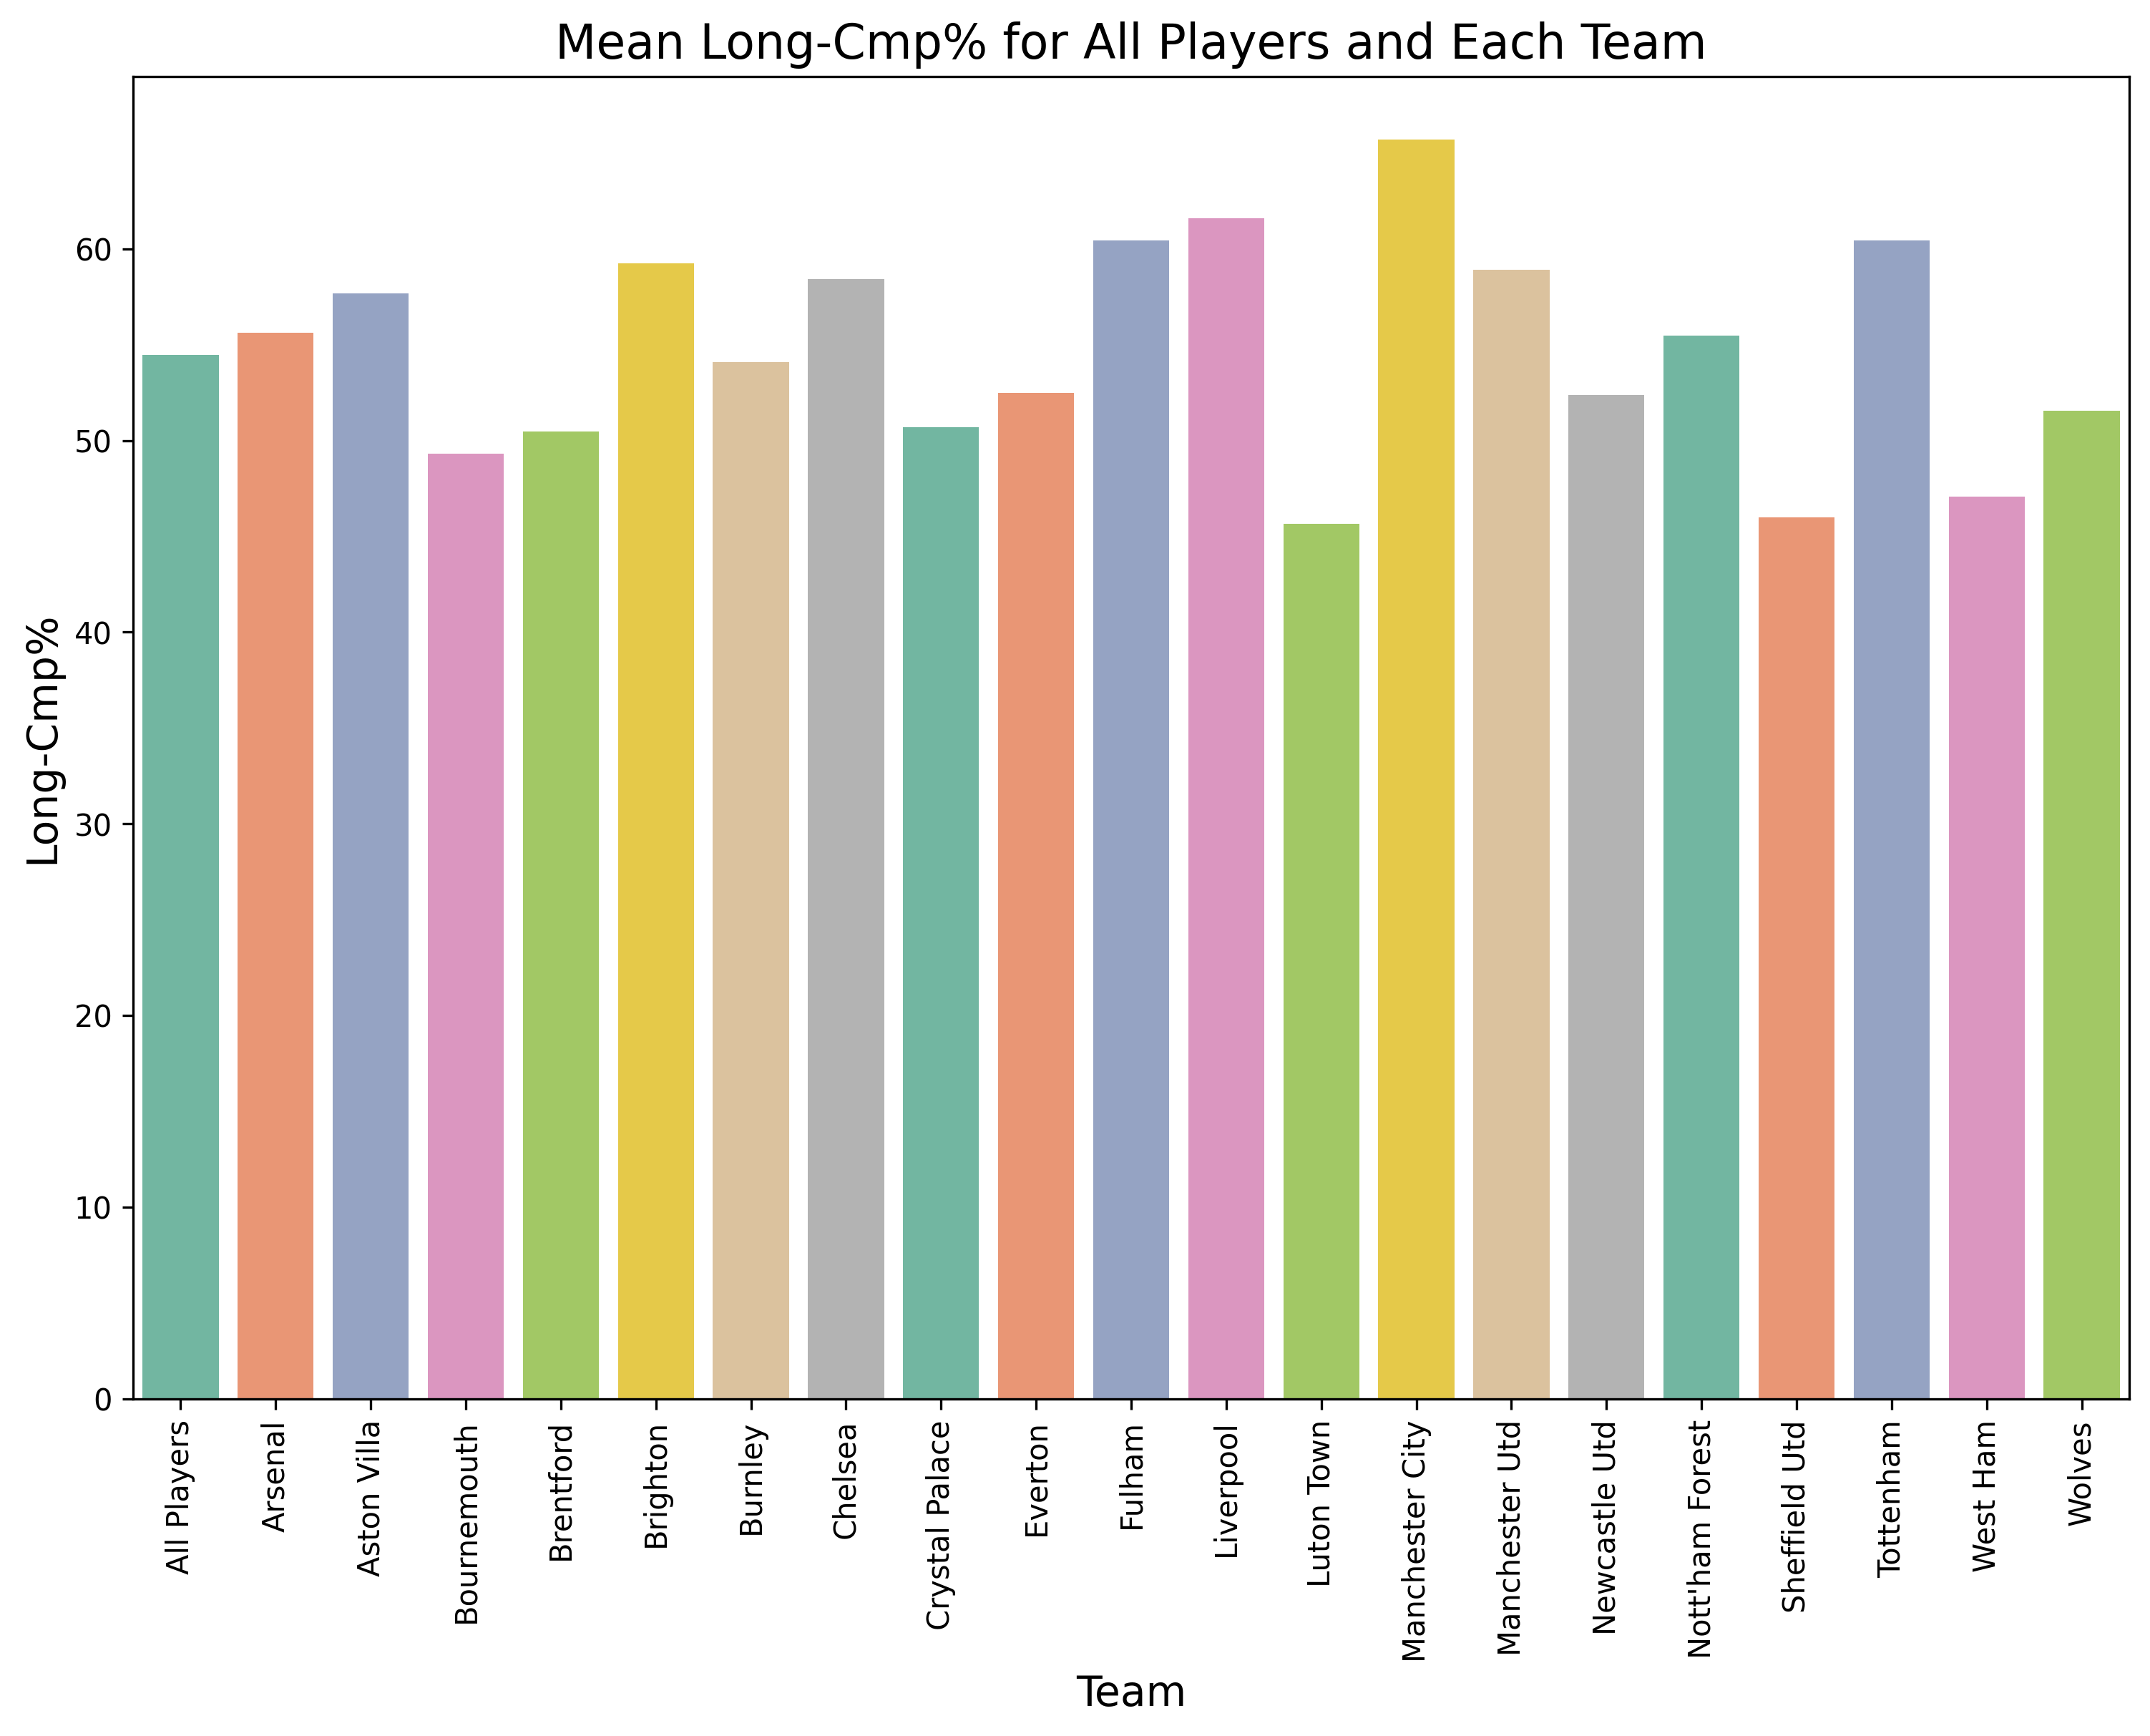 Mean Long-Cmp% for All Players and Each Team
Long-Cmp%
60
50
40
30
20
10
0
All Players
Arsenal
Aston Villa
Bournemouth
Brentford
Brighton
Burnley
Chelsea
Crystal Palace
Everton
Fulham
Liverpool
Luton Town
Manchester City
Manchester Utd
Newcastle Utd
Nott'ham Forest
Sheffield Utd
Tottenham
West Ham
Wolves
Team